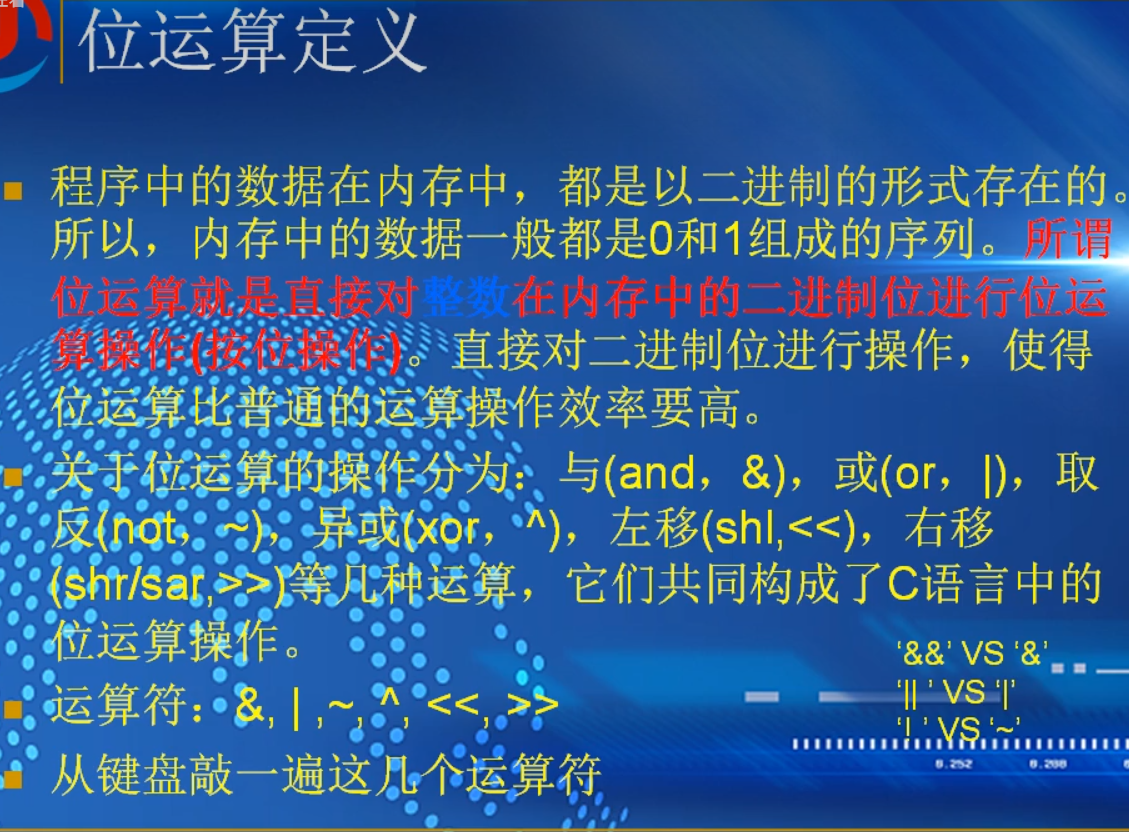 位运算定义
程序中的数据在内存中，都是以二进制的形式存在的。
所以，内存中的数据一般都是0和1组成的序列。所谓
位运算就是直接对整数在内存中的二进制位进行位运
算操作(按位操作)。直接对二进制位进行操作，使得
位运算比普通的运算操作效率要高。
关于位运算的操作分为：与(and，&)，或(or，|)，取
反(not，~)，异或(xor，^)，左移(shl,<<)，右移
(shr/sar,>>)等几种运算，它们共同构成了C语言中的
位运算操作。
运算符：&, | ,~, ^, <<, >>
从键盘敲一遍这几个运算符
‘&&’ VS ‘&’
‘|| ’ VS ‘|’
‘! ’ VS ‘~’
0.252 0.208